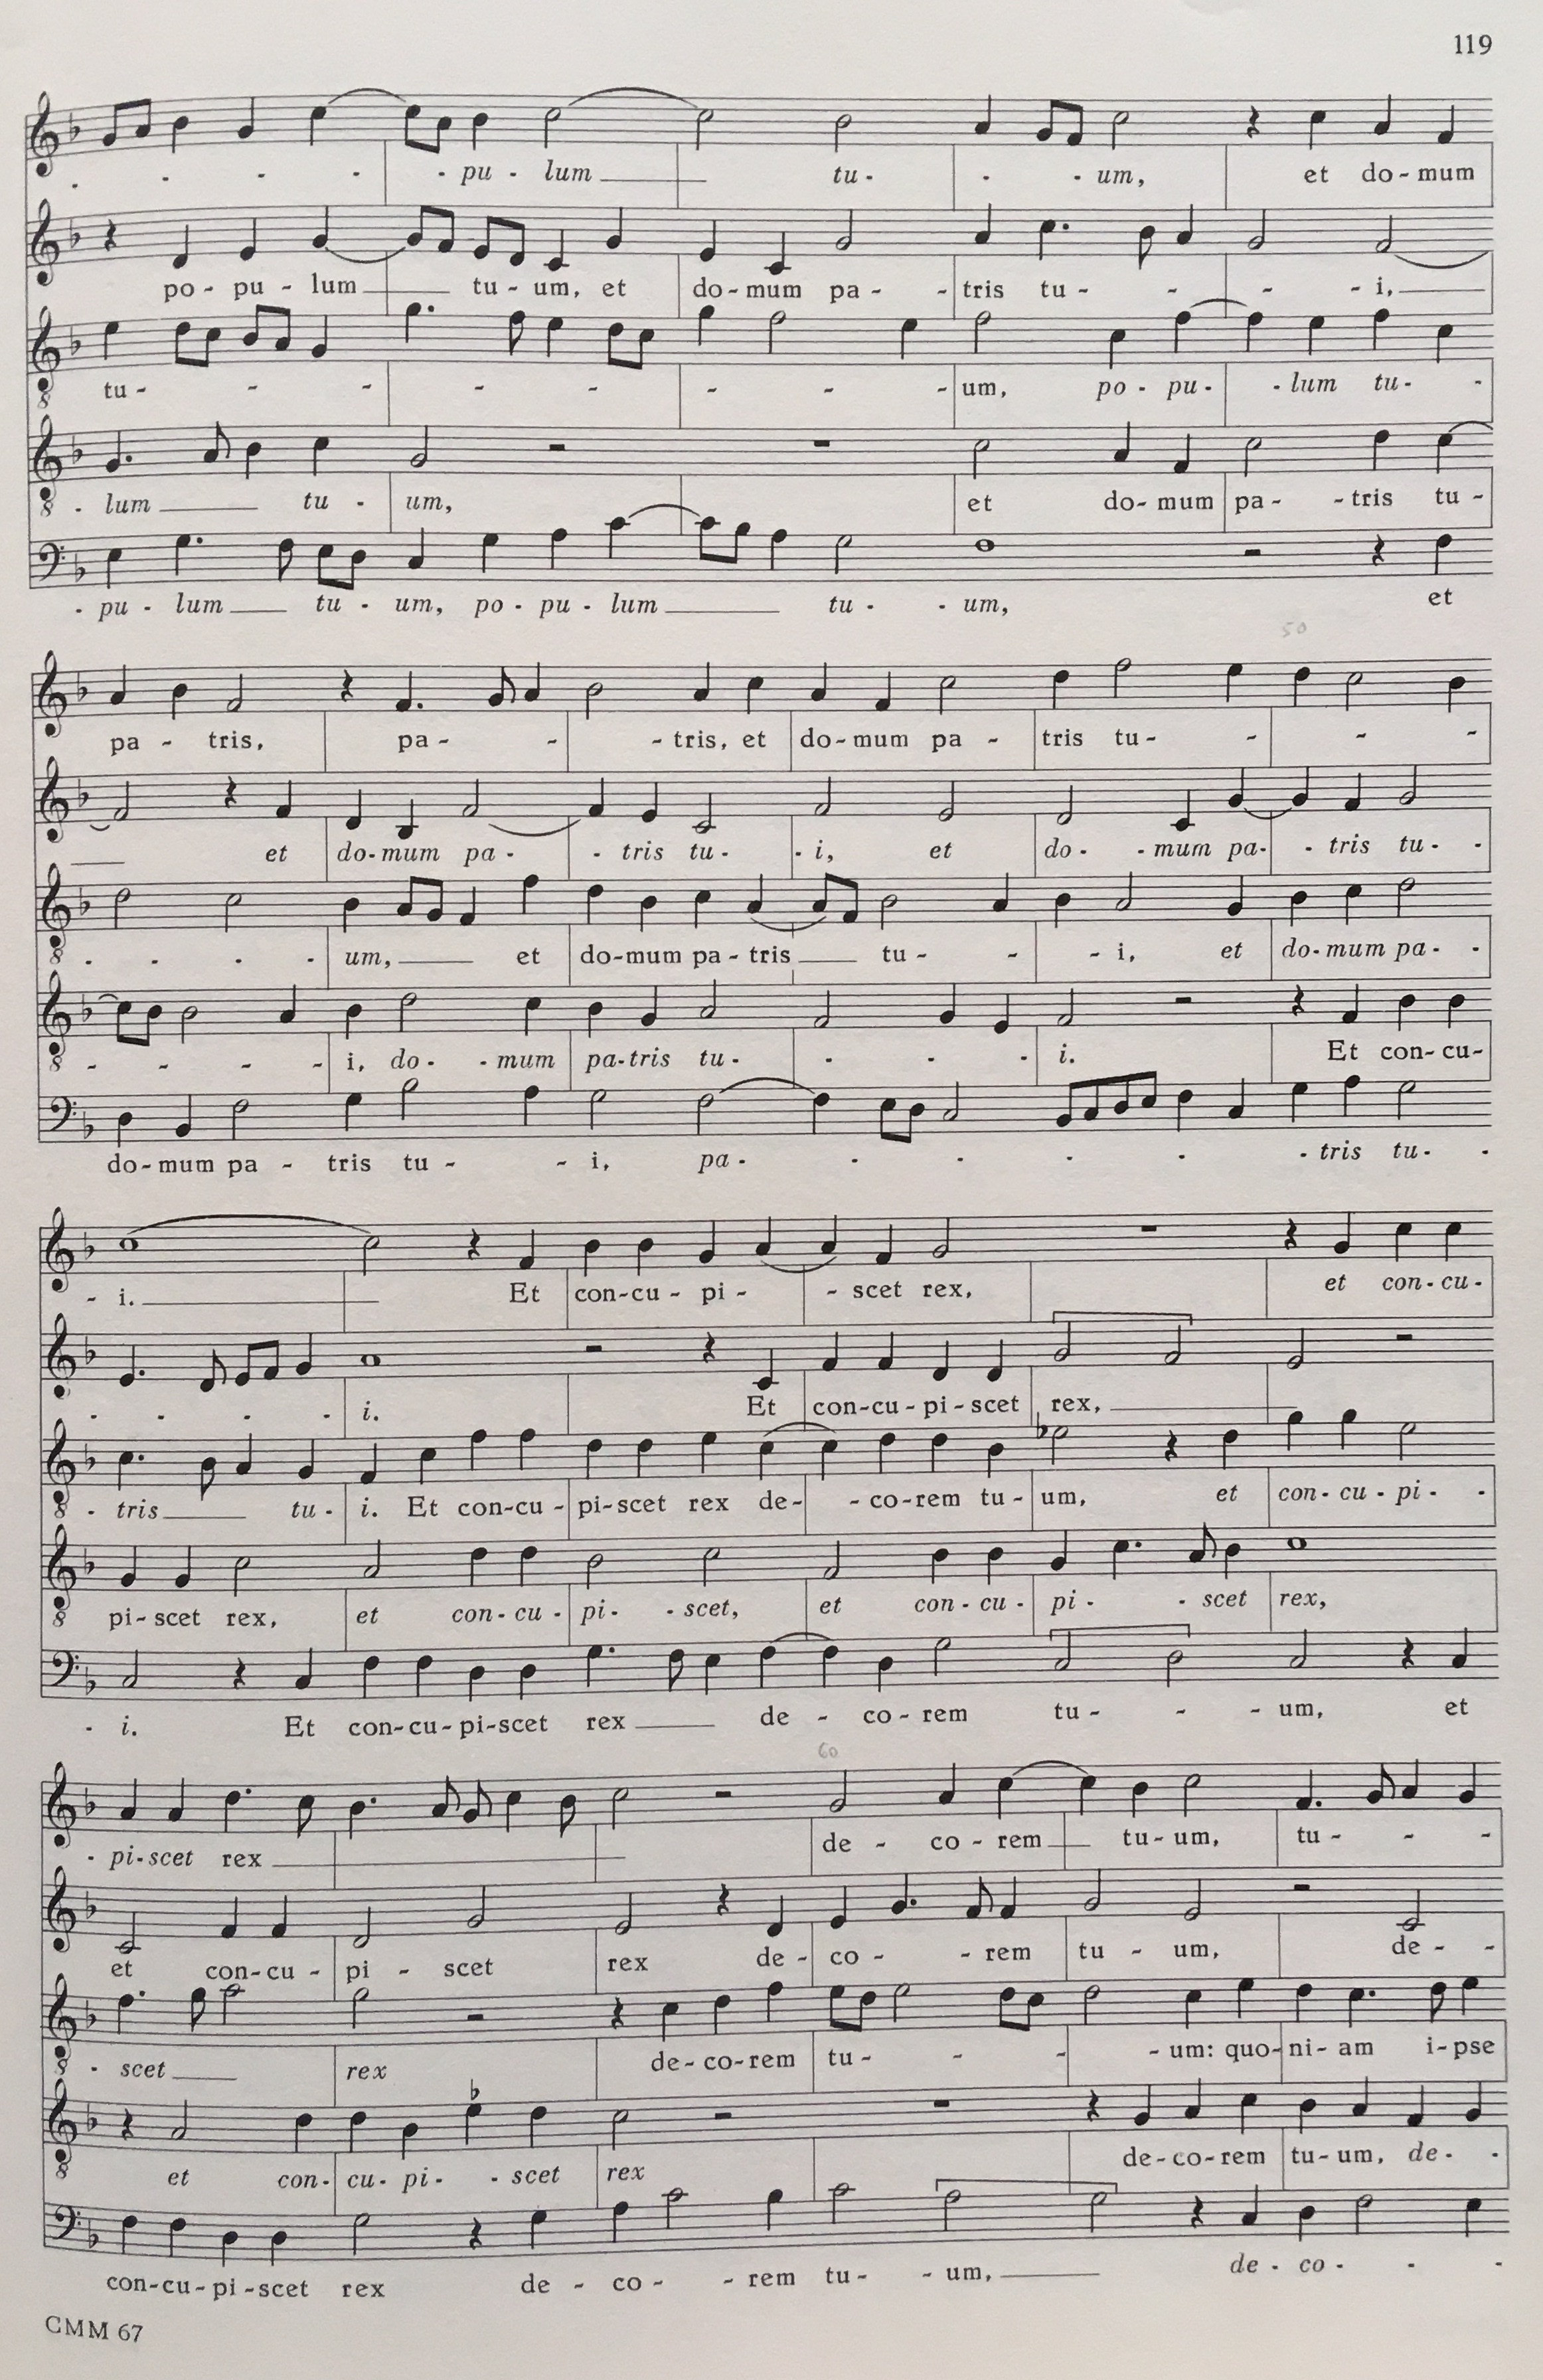 119
- - - - - pu - lum tu - - - um, et do - mum
po - pu - lum tu - um, et do - mum pa - - tris tu - - - - i,
tu - - - - - - - - um, po - pu - - lum tu - -
8 - lum tu - um, et do - mum pa - - tris tu -
- pu - lum tu - um, po - pu - lum tu - - um, et
50
pa - tris, pa - - - tris, et do - mum pa - tris tu - - - -
et do - mum pa - - tris tu - - i, et do - - mum pa - - tris tu - -
8 - - - - um, et do - mum pa - tris tu - - - i, et do - mum pa - -
8 - - - - i, do - - mum pa - tris tu - - - - i. Et con - cu -
do - mum pa - tris tu - - i, pa - - - - - - tris tu - -
- i. Et con - cu - pi - - scet rex, et con - cu -
- - - - i. Et con - cu - pi - scet rex,
8 - tris tu - i. Et con - cu - pi - scet rex de - - co - rem tu - um, et con - cu - pi - -
8 pi - scet rex, et con - cu - pi - - scet, et con - cu - pi - - scet rex,
- i. Et con - cu - pi - scet rex de - co - rem tu - - - um, et
60
- pi - scet rex de - co - rem tu - um, tu - - -
et con - cu - pi - scet rex de - co - - rem tu - um, de - -
8 - scet rex de - co - rem tu - - - - um: quo - ni - am i - pse
8 et con - cu - pi - - scet rex de - co - rem tu - um, de - -
con - cu - pi - scet rex de - co - - rem tu - - um, de - co - - -
CMM 67